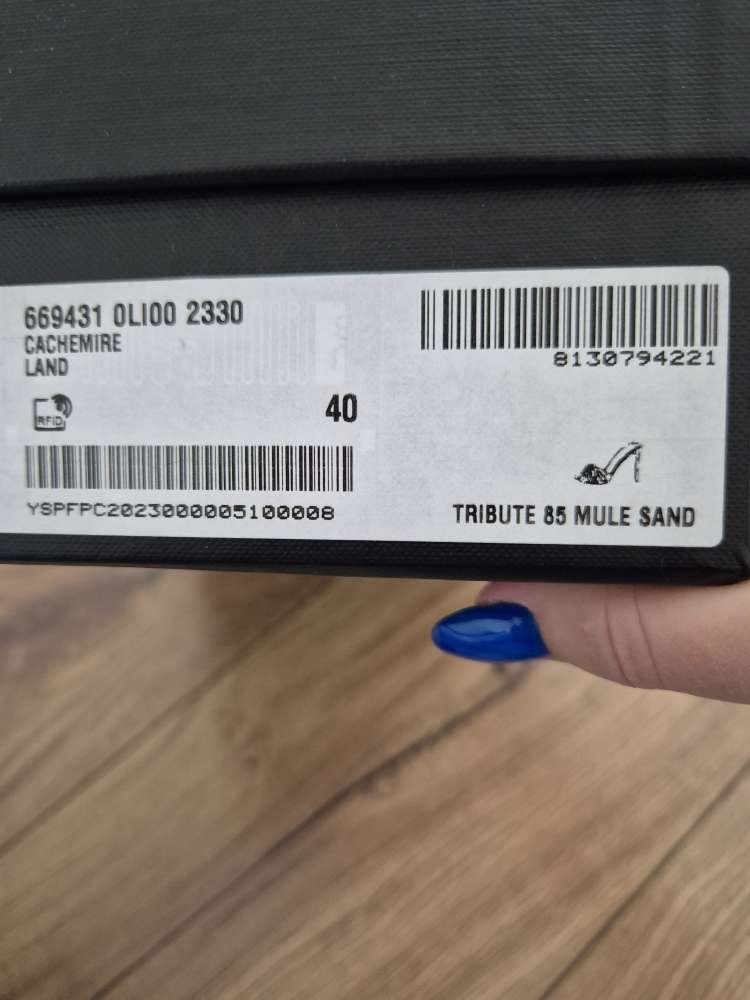 669431 0LI00 2330
CACHEMIRE
LAND
RFID
40
YSPFPC2023000005100008
8130794221
TRIBUTE 85 MULE SAND